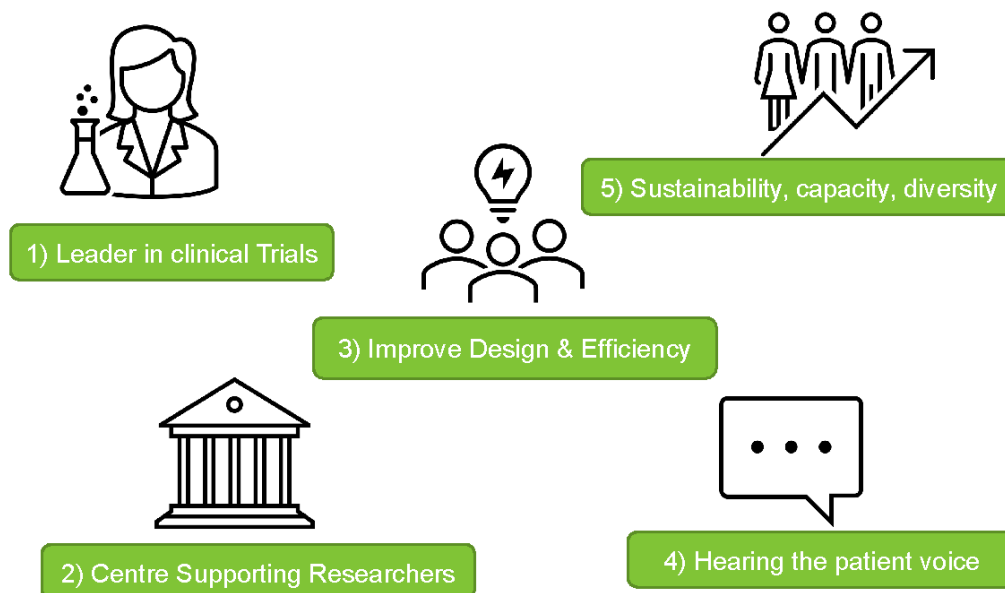 1) Leader in clinical Trials
2) Centre Supporting Researchers
3) Improve Design & Efficiency
4) Hearing the patient voice
5) Sustainability, capacity, diversity